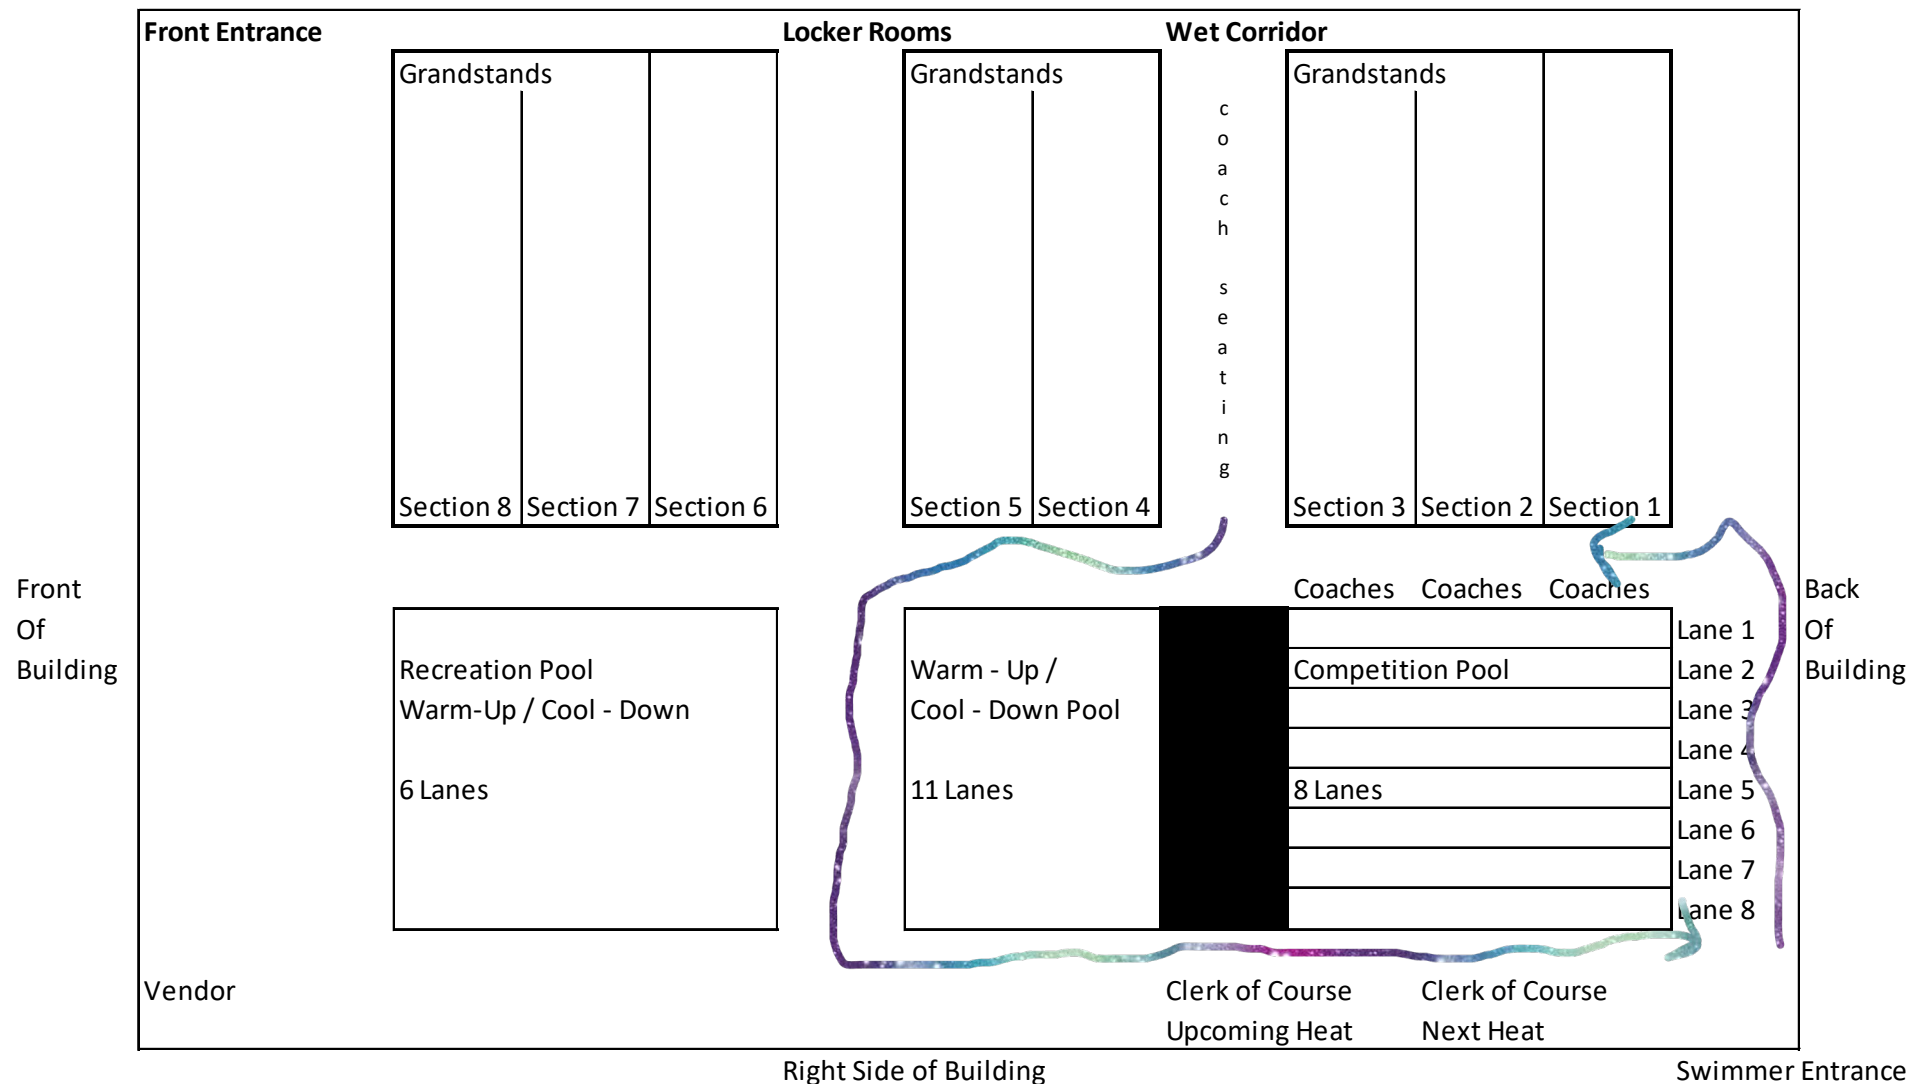 Front Entrance Locker Rooms Wet Corridor
Grandstands Grandstands Grandstands
coach seating
Section 8 Section 7 Section 6 Section 5 Section 4 Section 3 Section 2 Section 1
Front Of Building
Coaches Coaches Coaches
Back Of Building
Recreation Pool
Warm-Up / Cool - Down
6 Lanes
Warm - Up /
Cool - Down Pool
11 Lanes
Competition Pool
8 Lanes
Lane 1
Lane 2
Lane 3
Lane 4
Lane 5
Lane 6
Lane 7
Lane 8
Vendor
Clerk of Course
Upcoming Heat
Clerk of Course
Next Heat
Right Side of Building
Swimmer Entrance